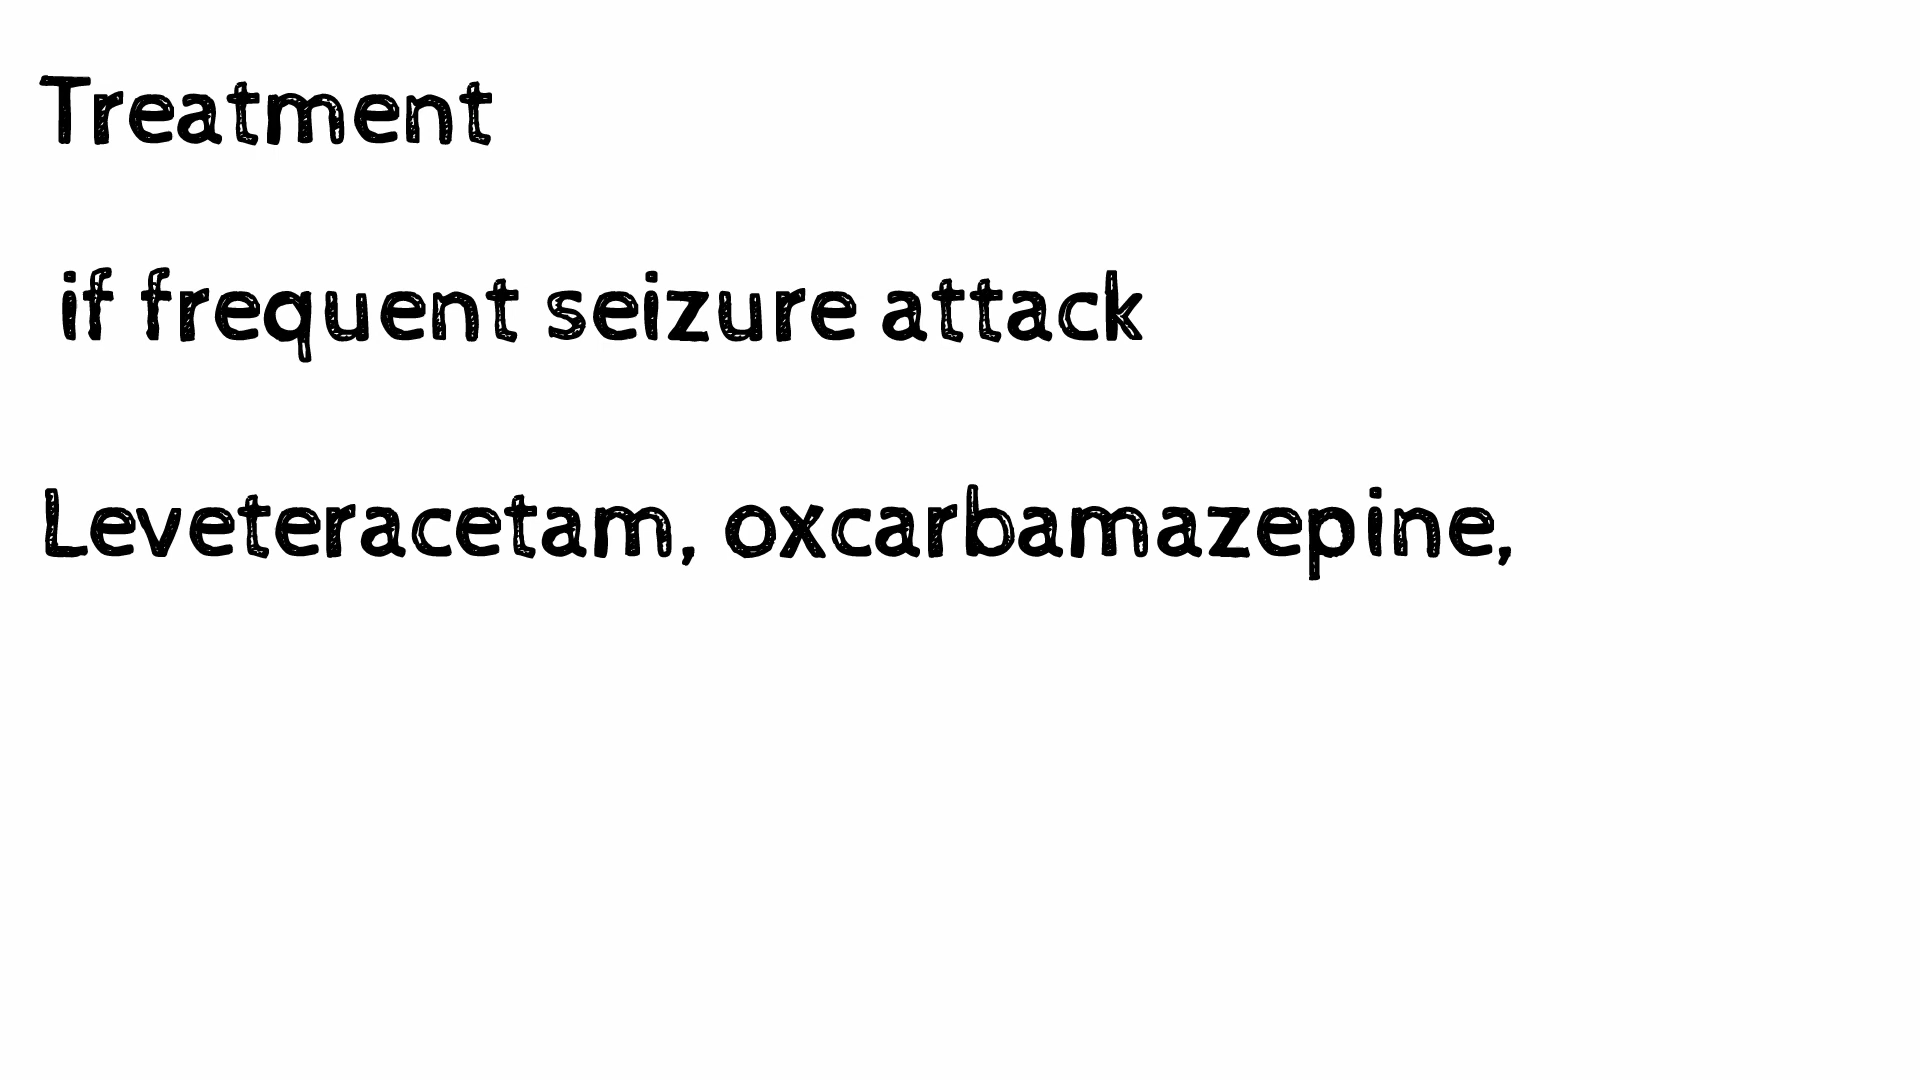 Treatment
if frequent seizure attack
Leveteracetam, oxcarbamazepine,